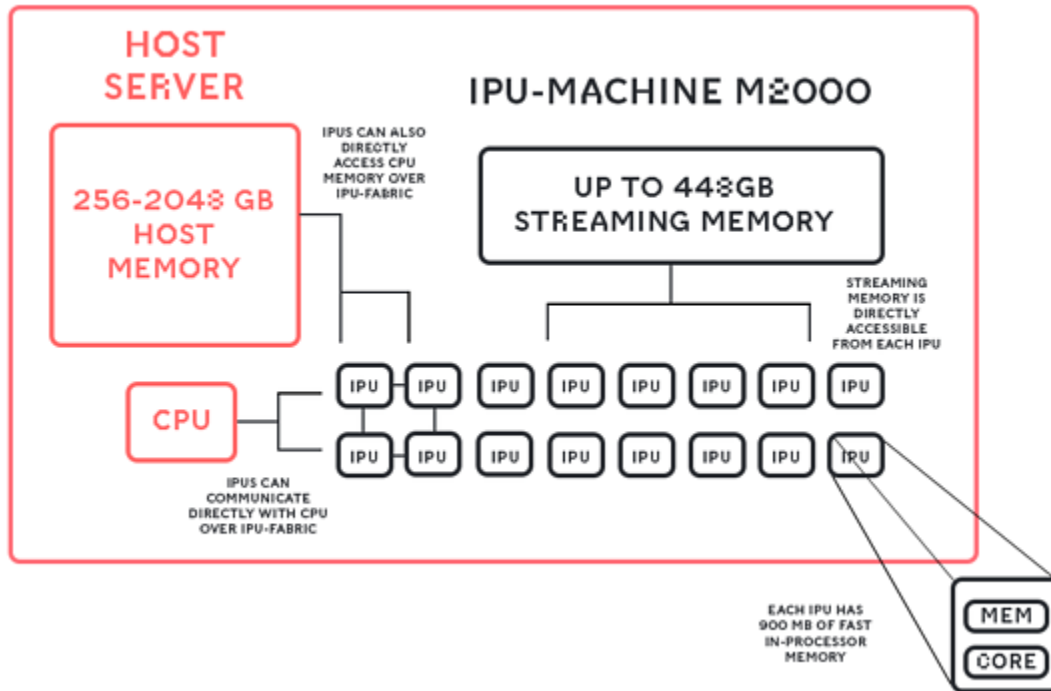 HOST
SERVER
IPU-MACHINE M2000
256-2048 GB
HOST
MEMORY
IPUS CAN ALSO
DIRECTLY
ACCESS CPU
MEMORY OVER
IPU-FABRIC
UP TO 448GB
STREAMING MEMORY
STREAMING
MEMORY IS
DIRECTLY
ACCESSIBLE
FROM EACH IPU
CPU
IPU IPU IPU IPU IPU IPU IPU IPU
IPU IPU IPU IPU IPU IPU IPU IPU
IPUS CAN
COMMUNICATE
DIRECTLY WITH CPU
OVER IPU-FABRIC
EACH IPU HAS
900 MB OF FAST
IN-PROCESSOR
MEMORY
MEM
CORE